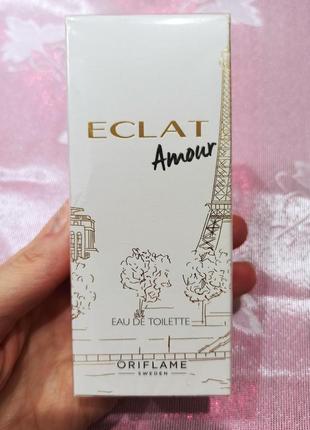 ECLAT
Amour
EAU DE TOILETTE
ORIFLAME
SWEDEN